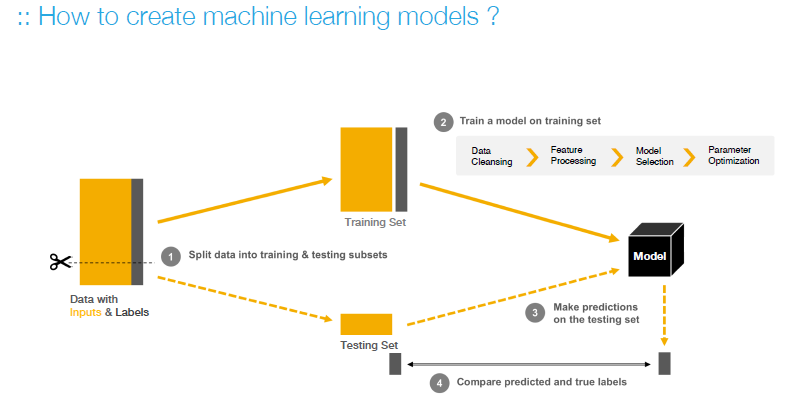 :: How to create machine learning models ?
2 Train a model on training set
Data
Cleansing
Feature
Processing
Model
Selection
Parameter
Optimization
Training Set
1 Split data into training & testing subsets
Model
Data with
Inputs & Labels
3 Make predictions
on the testing set
Testing Set
4 Compare predicted and true labels